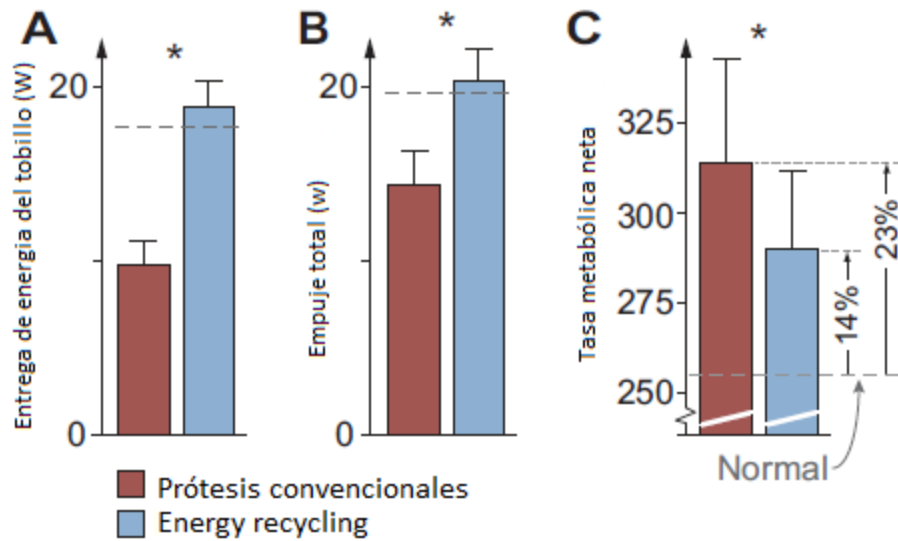 A
B
C
*
*
*
Entrega de energia del tobillo (W)
20
0
Empuje total (w)
20
0
Tasa metabólica neta
325
300
275
250
14%
23%
Normal
Prótesis convencionales
Energy recycling